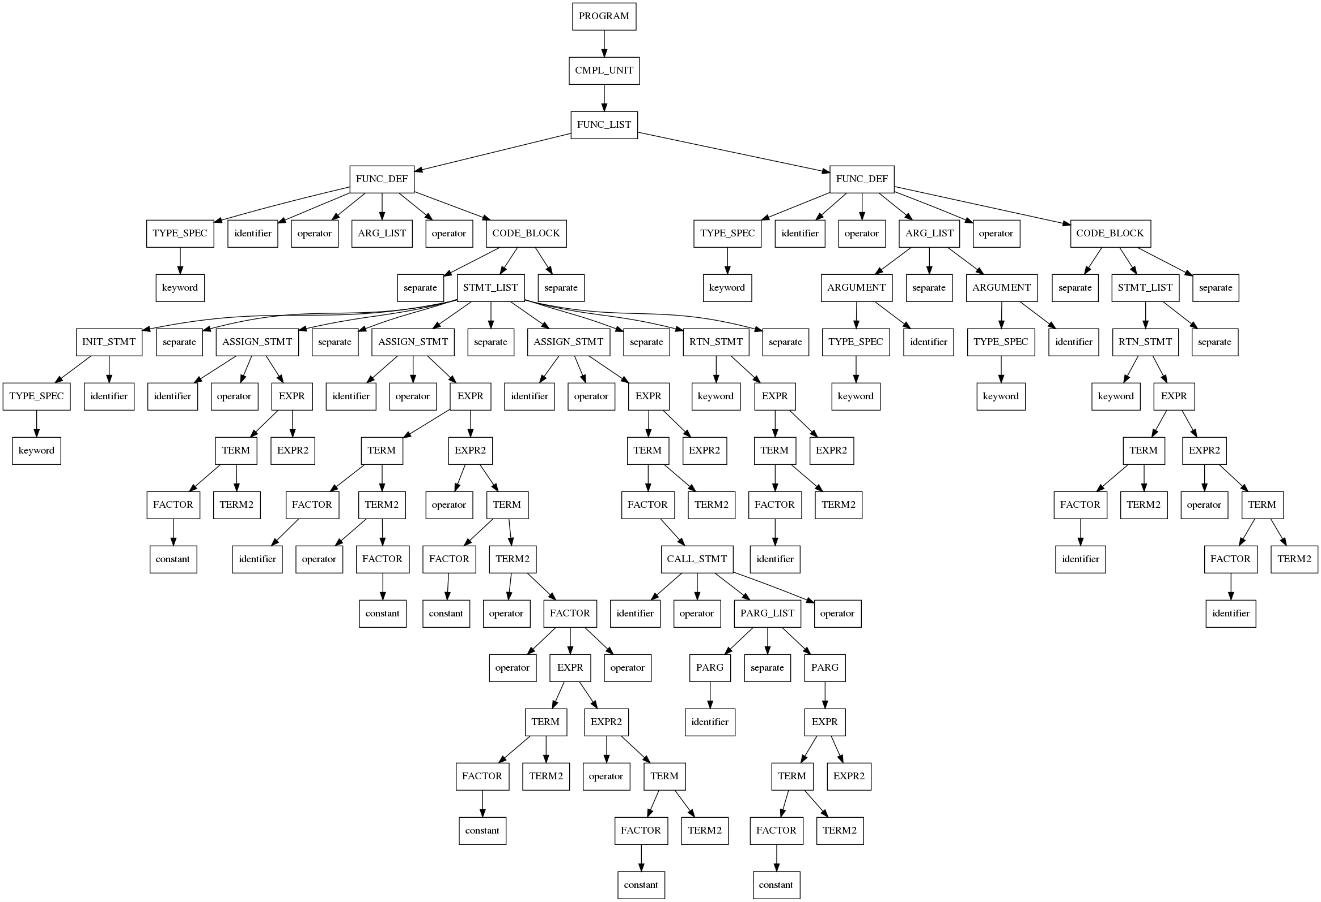 PROGRAM
CMPL_UNIT
FUNC_LIST
FUNC_DEF FUNC_DEF
TYPE_SPEC identifier operator ARG_LIST operator CODE_BLOCK TYPE_SPEC identifier operator ARG_LIST operator CODE_BLOCK
keyword separate STMT_LIST separate keyword ARGUMENT separate ARGUMENT separate STMT_LIST separate
INIT_STMT separate ASSIGN_STMT separate ASSIGN_STMT separate ASSIGN_STMT separate RTN_STMT separate TYPE_SPEC identifier TYPE_SPEC identifier RTN_STMT separate
TYPE_SPEC identifier identifier operator EXPR identifier operator EXPR identifier operator EXPR keyword EXPR keyword keyword keyword EXPR
keyword TERM EXPR2 TERM EXPR2 TERM EXPR2 TERM EXPR2 TERM EXPR2
FACTOR TERM2 FACTOR TERM2 operator TERM FACTOR TERM2 FACTOR TERM2 FACTOR TERM2 operator TERM
constant identifier operator FACTOR FACTOR TERM2 CALL_STMT identifier identifier FACTOR TERM2
constant constant operator FACTOR identifier operator PARG_LIST operator identifier
operator EXPR operator PARG separate PARG
TERM EXPR2 identifier EXPR
FACTOR TERM2 operator TERM TERM EXPR2
constant FACTOR TERM2 FACTOR TERM2
constant constant